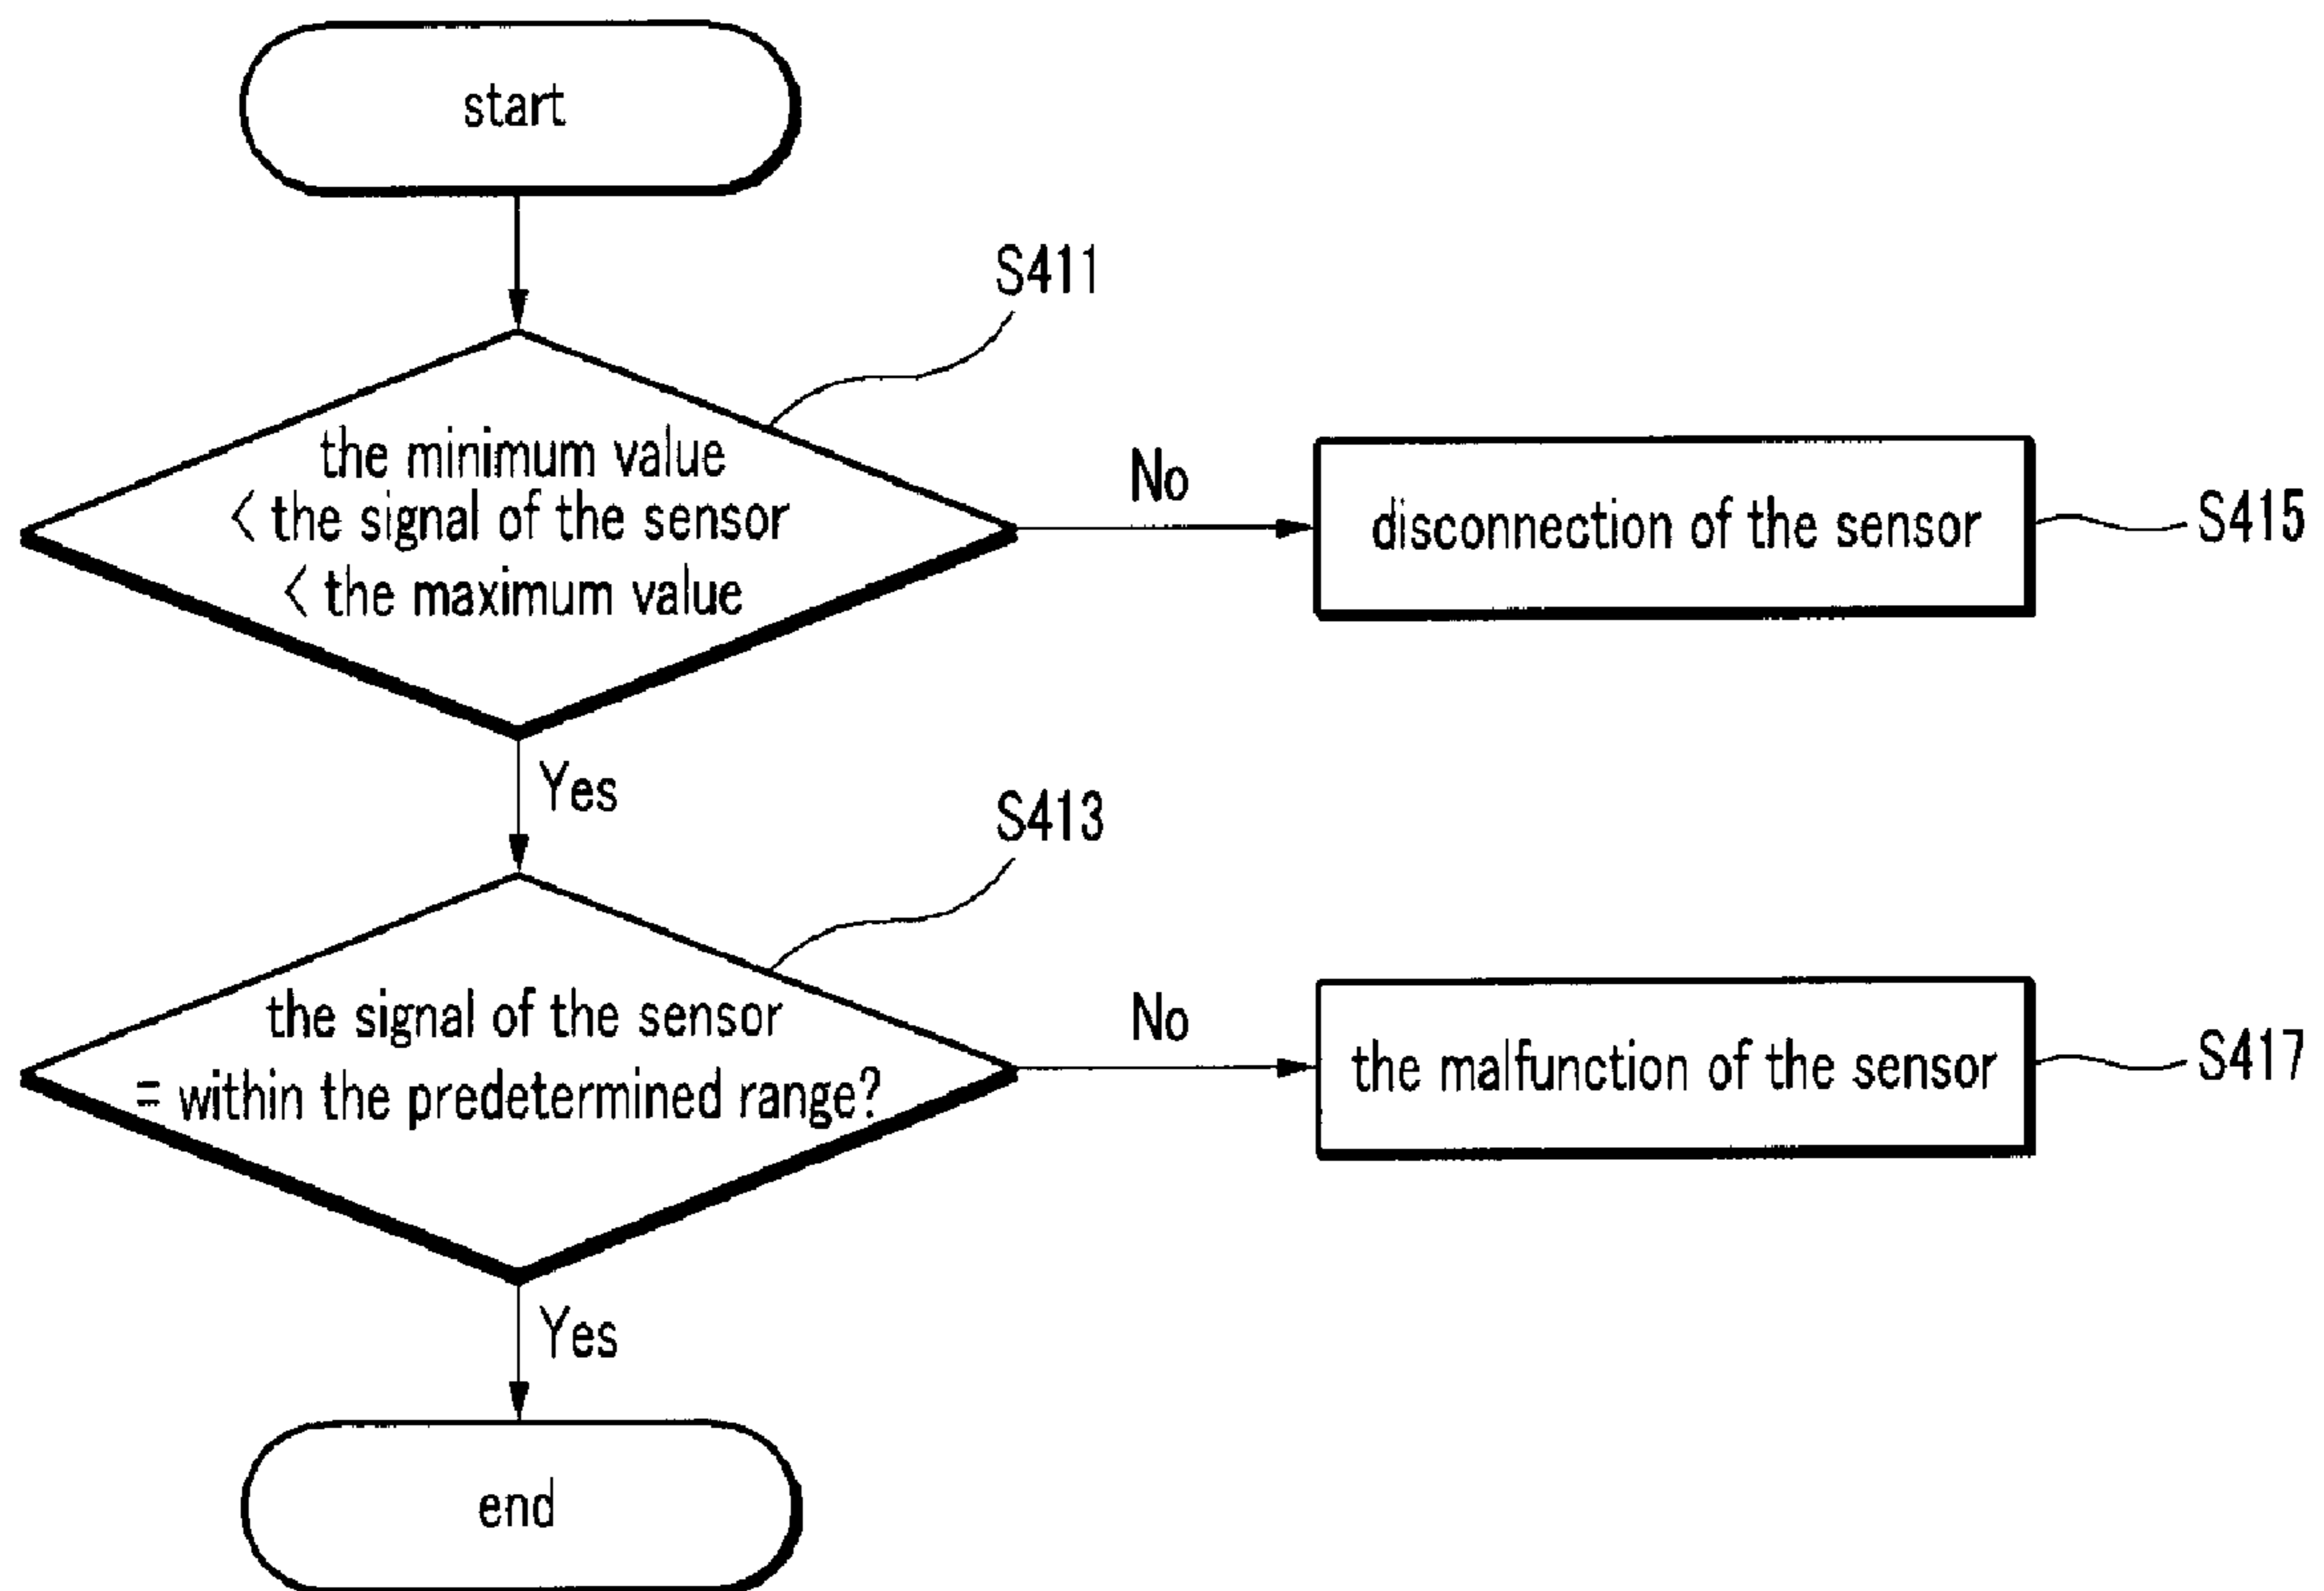 start
S411
the minimum value
< the signal of the sensor
< the maximum value
No
disconnection of the sensor
S415
Yes
S413
the signal of the sensor
= within the predetermined range?
No
the malfunction of the sensor
S417
Yes
end